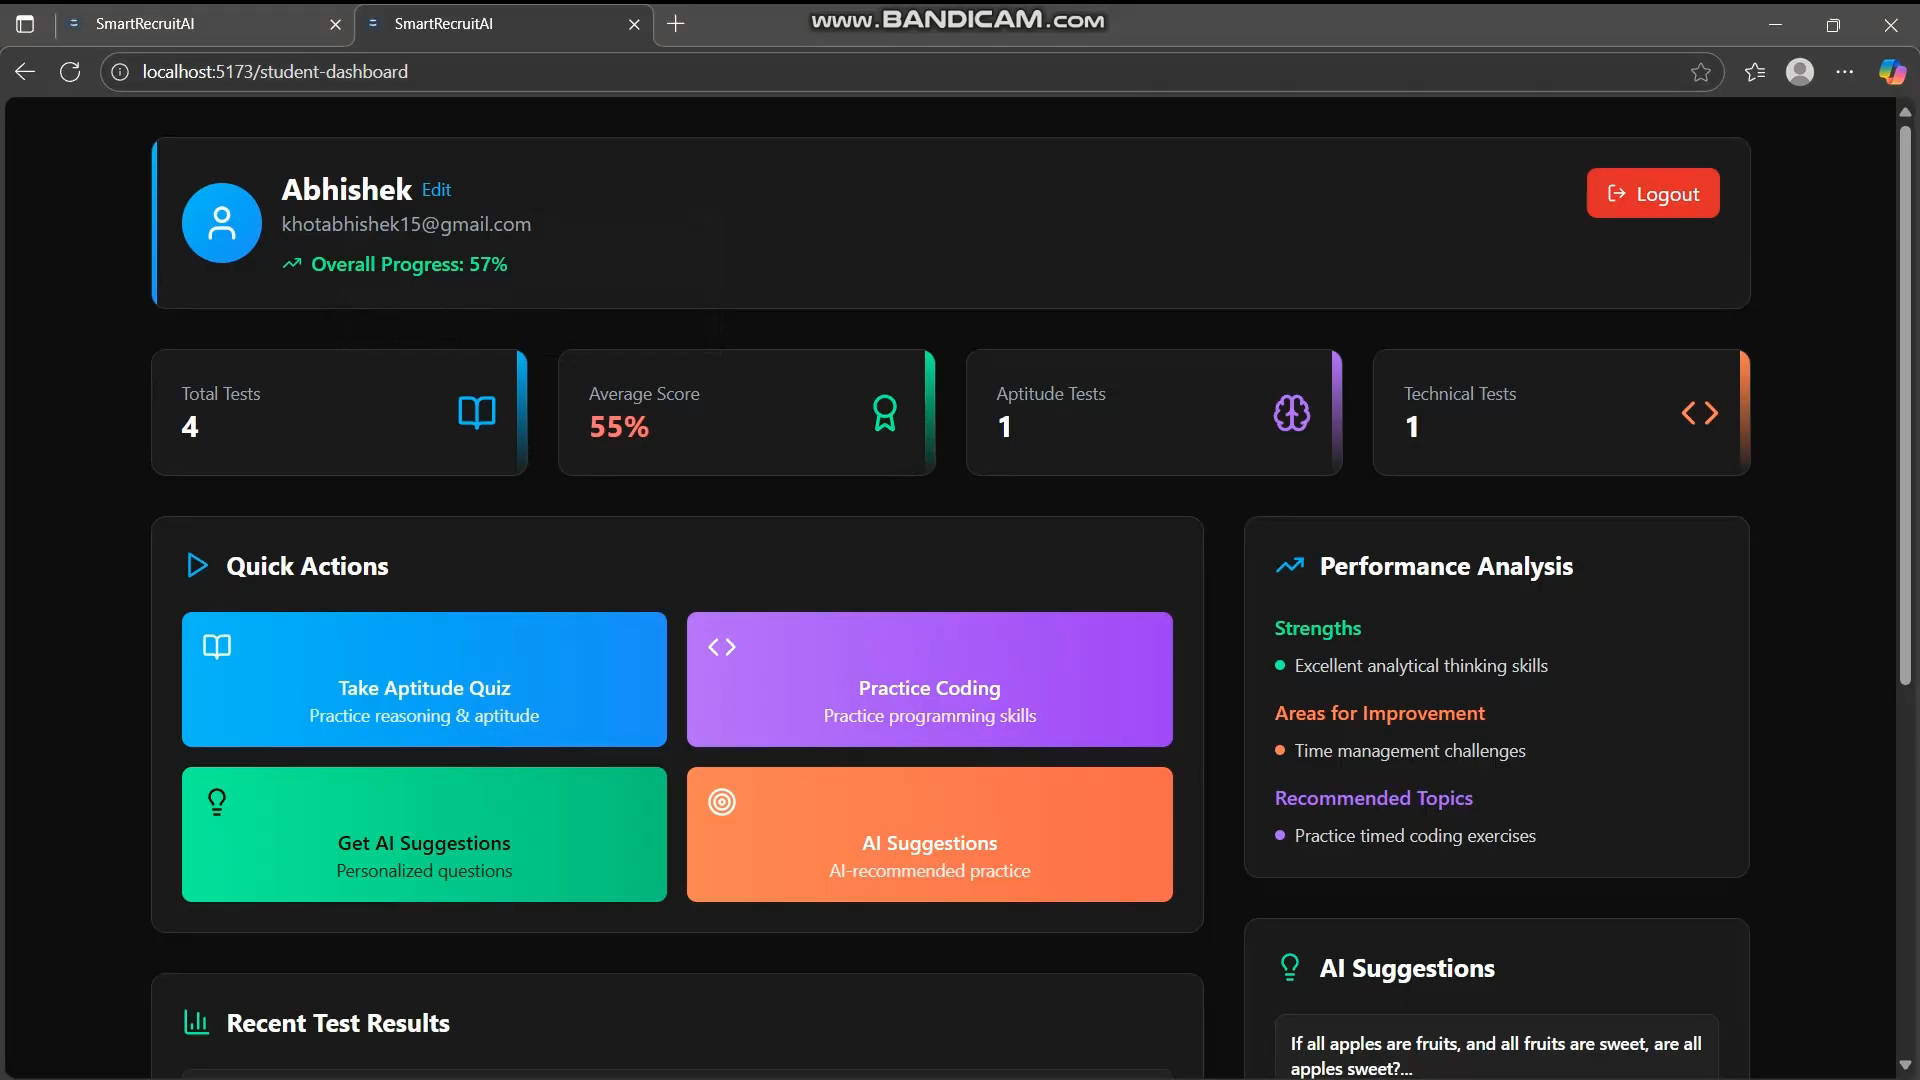 SmartRecruitAI
SmartRecruitAI
www.BANDICAM.com
localhost:5173/student-dashboard
Abhishek Edit
khotabhishek15@gmail.com
Overall Progress: 57%
Logout
Total Tests
4
Average Score
55%
Aptitude Tests
1
Technical Tests
1
Quick Actions
Take Aptitude Quiz
Practice reasoning & aptitude
Practice Coding
Practice programming skills
Get AI Suggestions
Personalized questions
AI Suggestions
AI-recommended practice
Performance Analysis
Strengths
Excellent analytical thinking skills
Areas for Improvement
Time management challenges
Recommended Topics
Practice timed coding exercises
Recent Test Results
AI Suggestions
If all apples are fruits, and all fruits are sweet, are all
apples sweet?...